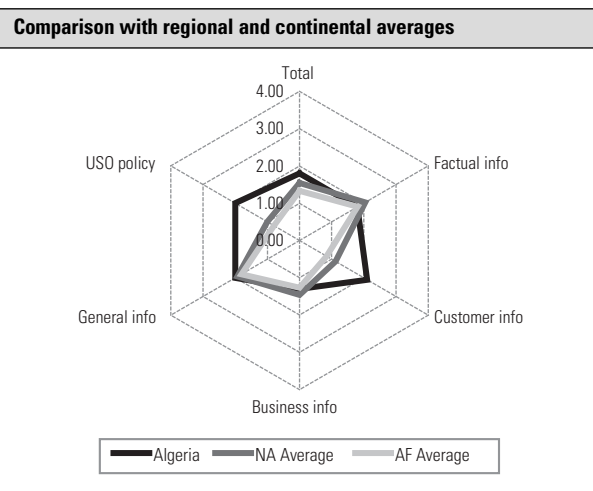 Comparison with regional and continental averages
Total
4.00
3.00
2.00
1.00
0.00
USO policy
Factual info
General info
Customer info
Business info
Algeria
NA Average
AF Average